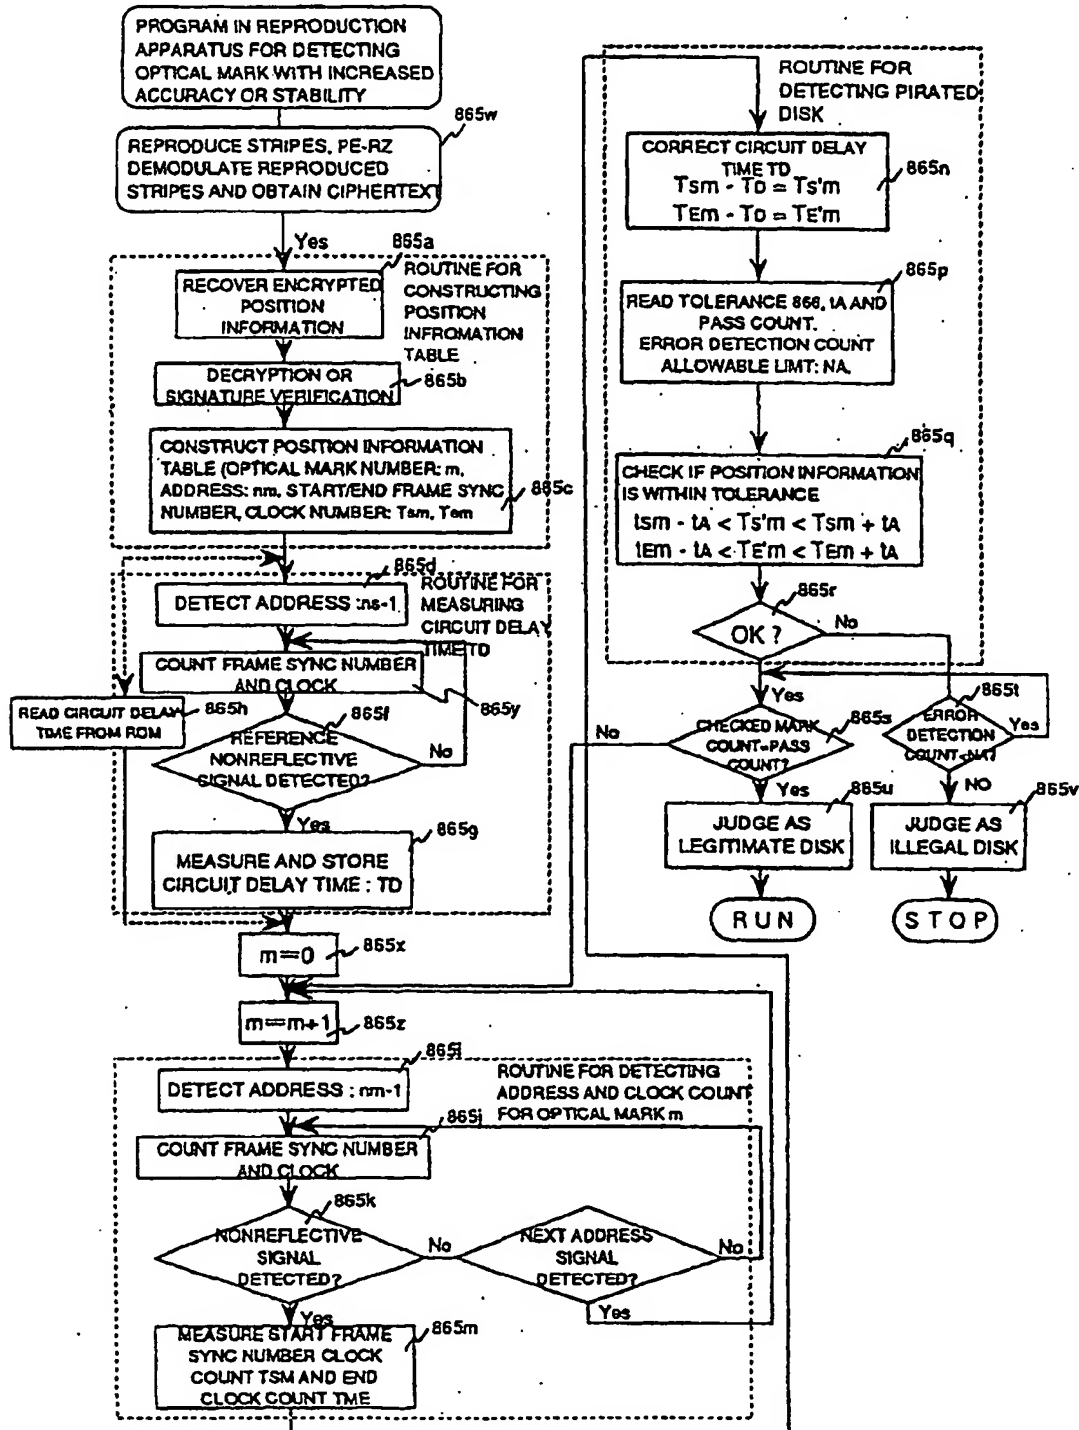 PROGRAM IN REPRODUCTION
APPARATUS FOR DETECTING
OPTICAL MARK WITH INCREASED
ACCURACY OR STABILITY
865w
REPRODUCE STRIPES, PE-RZ
DEMODULATE REPRODUCED
STRIPES AND OBTAIN CIPHERTEXT
Yes
865a
ROUTINE FOR
CONSTRUCTING
POSITION
INFROMATION
TABLE
RECOVER ENCRYPTED
POSITION
INFORMATION
DECRYPTION OR
SIGNATURE VERIFICATION
865b
CONSTRUCT POSITION INFORMATION
TABLE (OPTICAL MARK NUMBER: m,
ADDRESS: nm, START/END FRAME SYNC
NUMBER, CLOCK NUMBER: Tsm, Tem
865c
865d
ROUTINE FOR
MEASURING
CIRCUIT DELAY
TIME TD
DETECT ADDRESS :ns-1
COUNT FRAME SYNC NUMBER
AND CLOCK
865y
READ CIRCUIT DELAY
TIME FROM ROM
865h
865f
REFERENCE
NONREFLECTIVE
SIGNAL DETECTED?
No
Yes
865g
MEASURE AND STORE
CIRCUIT DELAY TIME : TD
m=0
865x
m=m+1
865z
865i
DETECT ADDRESS : nm-1
ROUTINE FOR DETECTING
ADDRESS AND CLOCK COUNT
FOR OPTICAL MARK m
865j
COUNT FRAME SYNC NUMBER
AND CLOCK
865k
NONREFLECTIVE
SIGNAL
DETECTED?
No
NEXT ADDRESS
SIGNAL
DETECTED?
No
Yes
Yes
MEASURE START FRAME
SYNC NUMBER CLOCK
COUNT TSM AND END
CLOCK COUNT TME
865m
ROUTINE FOR
DETECTING PIRATED
DISK
CORRECT CIRCUIT DELAY
TIME TD
Tsm - TD = Ts'm
TEm - TD = TE'm
865n
865p
READ TOLERANCE 866, tA AND
PASS COUNT.
ERROR DETECTION COUNT
ALLOWABLE LIMT: NA.
865q
CHECK IF POSITION INFORMATION
IS WITHIN TOLERANCE
tsm - tA < Ts'm < Tsm + tA
tEm - tA < TE'm < TEm + tA
865r
OK ?
No
Yes
No
CHECKED MARK
COUNT=PASS
COUNT?
865s
865t
ERROR
DETECTION
COUNT<NA?
Yes
Yes
865u
NO
865v
JUDGE AS
LEGITIMATE DISK
JUDGE AS
ILLEGAL DISK
RUN
STOP